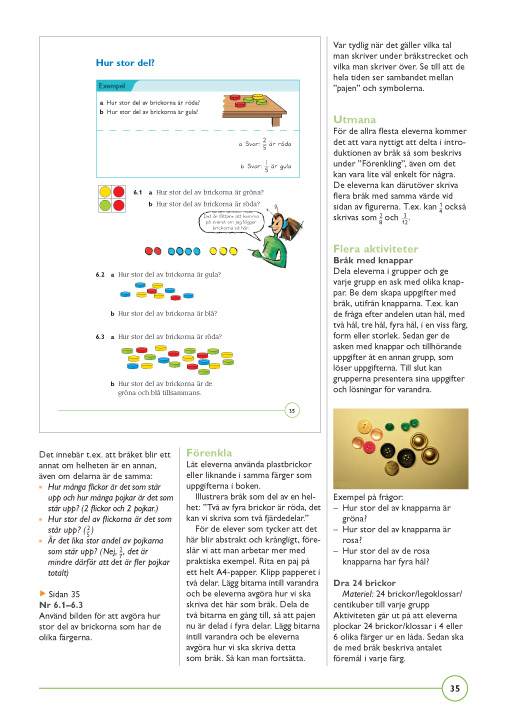 Hur stor del?
Exempel
a Hur stor del av brickorna är röda?
b Hur stor del av brickorna är gula?
a Svar: 2/5 är röda
b Svar: 1/5 är gula
6.1 a Hur stor del av brickorna är gröna?
b Hur stor del av brickorna är röda?
Det är lättare att komma
på svaret om jag lägger
brickorna så här.
6.2 a Hur stor del av brickorna är gula?
b Hur stor del av brickorna är blå?
6.3 a Hur stor del av brickorna är röda?
b Hur stor del av brickorna är de
gröna och blå tillsammans.
35
Det innebär t.ex. att bråket blir ett
annat om helheten är en annan,
även om delarna är de samma:
• Hur många flickor är det som står
upp och hur många pojkar är det som
står upp? (2 flickor och 2 pojkar.)
• Hur stor del av flickorna är det som
står upp? (2/5)
• Är det lika stor andel av pojkarna
som står upp? (Nej, 2/7, det är
mindre därför att det är fler pojkar
totalt)
Sidan 35
Nr 6.1–6.3
Använd bilden för att avgöra hur
stor del av brickorna som har de
olika färgerna.
Förenkla
Låt eleverna använda plastbrickor
eller liknande i samma färger som
uppgifterna i boken.
Illustrera bråk som del av en hel-
het: ”Två av fyra brickor är röda, det
kan vi skriva som två fjärdedelar.”
För de elever som tycker att det
här blir abstrakt och krångligt, före-
slår vi att man arbetar mer med
praktiska exempel. Rita en paj på
ett helt A4-papper. Klipp papperet i
två delar. Lägg bitarna intill varandra
och be eleverna avgöra hur vi ska
skriva det här som bråk. Dela de
två bitarna en gång till, så att pajen
nu är delad i fyra delar. Lägg bitarna
intill varandra och be eleverna
avgöra hur vi ska skriva detta
som bråk. Så kan man fortsätta.
Var tydlig när det gäller vilka tal
man skriver under bråkstrecket och
vilka man skriver över. Se till att de
hela tiden ser sambandet mellan
”pajen” och symbolerna.
Utmana
För de allra flesta eleverna kommer
det att vara nyttigt att delta i intro-
duktionen av bråk så som beskrivs
under ”Förenkling”, även om det
kan vara lite väl enkelt för några.
De eleverna kan därutöver skriva
flera bråk med samma värde vid
sidan av figurerna. T.ex. kan 1/4 också
skrivas som 2/8 och 3/12.
Flera aktiviteter
Bråk med knappar
Dela eleverna i grupper och ge
varje grupp en ask med olika knap-
par. Be dem skapa uppgifter med
bråk, utifrån knapparna. T.ex. kan
de fråga efter andelen utan hål, med
två hål, tre hål, fyra hål, i en viss färg,
form eller storlek. Sedan ger de
asken med knappar och tillhörande
uppgifter åt en annan grupp, som
löser uppgifterna. Till slut kan
grupperna presentera sina uppgifter
och lösningar för varandra.
Exempel på frågor:
– Hur stor del av knapparna är
gröna?
– Hur stor del av knapparna är
rosa?
– Hur stor del av de rosa
knapparna har fyra hål?
Dra 24 brickor
Materiel: 24 brickor/legoklossar/
centikuber till varje grupp
Aktiviteten går ut på att eleverna
plockar 24 brickor/klossar i 4 eller
6 olika färger ur en låda. Sedan ska
de med bråk beskriva antalet
föremål i varje färg.
35